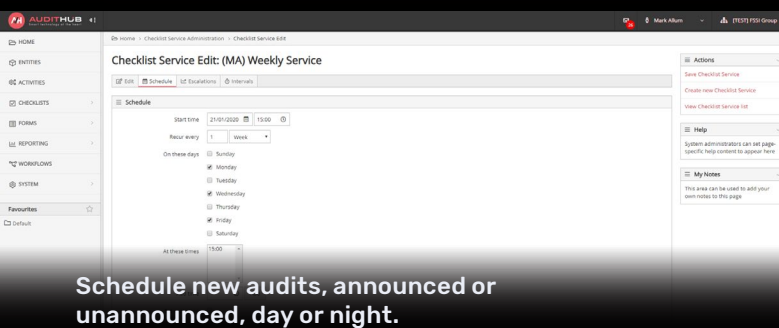 AUDITHUB
Mark Allum
[TEST] FSSI Group
HOME
ENTITIES
ACTIVITIES
CHECKLISTS
FORMS
REPORTING
WORKFLOWS
SYSTEM
Favourites
Default
Home > Checklist Service Administration > Checklist Service Edit
Checklist Service Edit: (MA) Weekly Service
Edit Schedule Escalations Intervals
Schedule
Start time 21/01/2020 15:00
Recur every 1 Week
On these days Sunday
Monday
Tuesday
Wednesday
Thursday
Friday
Saturday
At these times
Actions
Save Checklist Service
Create new Checklist Service
View Checklist Service list
Help
System administrators can set page-
specific help content to appear here
My Notes
This area can be used to add your
own notes to this page
Schedule new audits, announced or
unannounced, day or night.